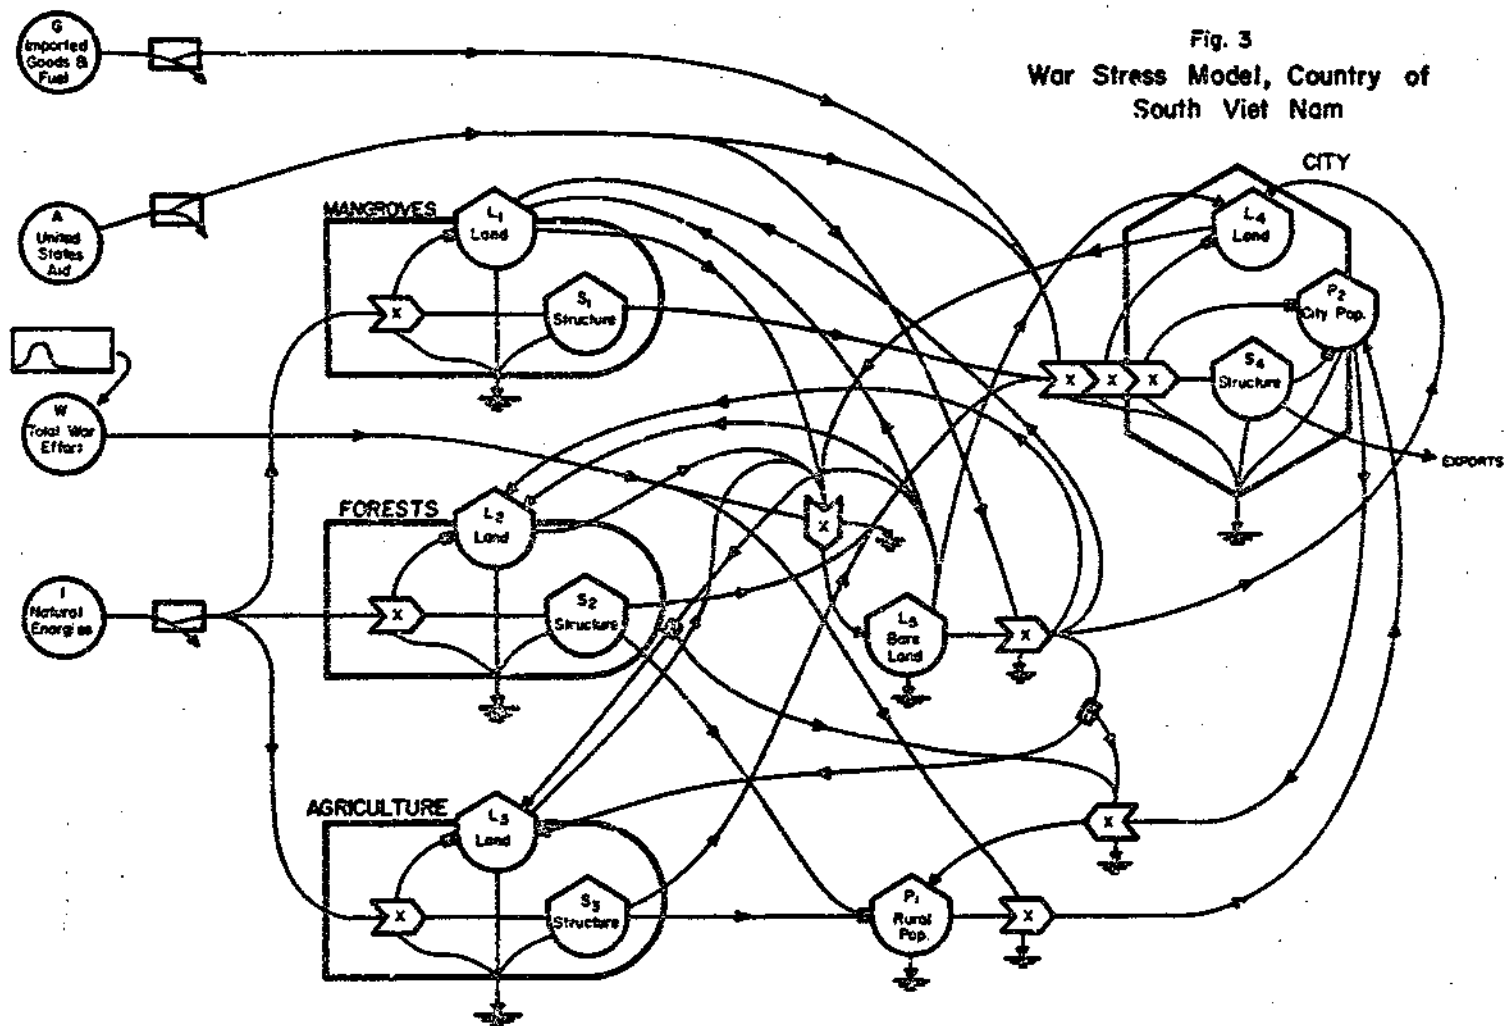 Fig. 3
War Stress Model, Country of
South Viet Nam
G
Imported
Goods &
Fuel
A
United
States
Aid
W
Total War
Effort
I
Natural
Energies
MANGROVES
L1
Land
X
S1
Structure
FORESTS
L2
Land
X
S2
Structure
AGRICULTURE
L3
Land
X
S3
Structure
CITY
L4
Land
P2
City Pop.
X
X
X
S4
Structure
EXPORTS
X
L5
Bare
Land
X
X
P1
Rural
Pop.
X